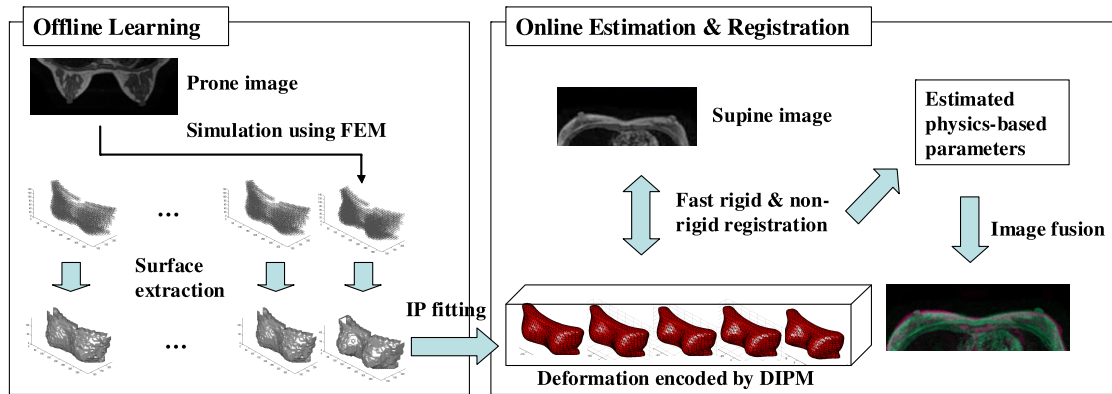 Offline Learning
Prone image
Simulation using FEM
...
Surface
extraction
...
IP fitting
Online Estimation & Registration
Supine image
Estimated
physics-based
parameters
Fast rigid & non-
rigid registration
Image fusion
Deformation encoded by DIPM